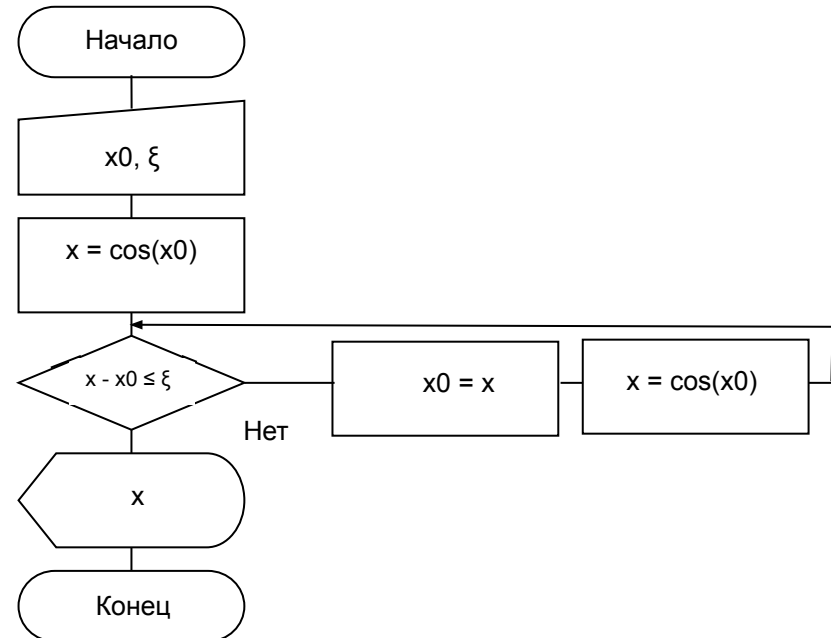 Начало
x0, ξ
x = cos(x0)
x - x0 ≤ ξ
x0 = x
x = cos(x0)
Нет
x
Конец